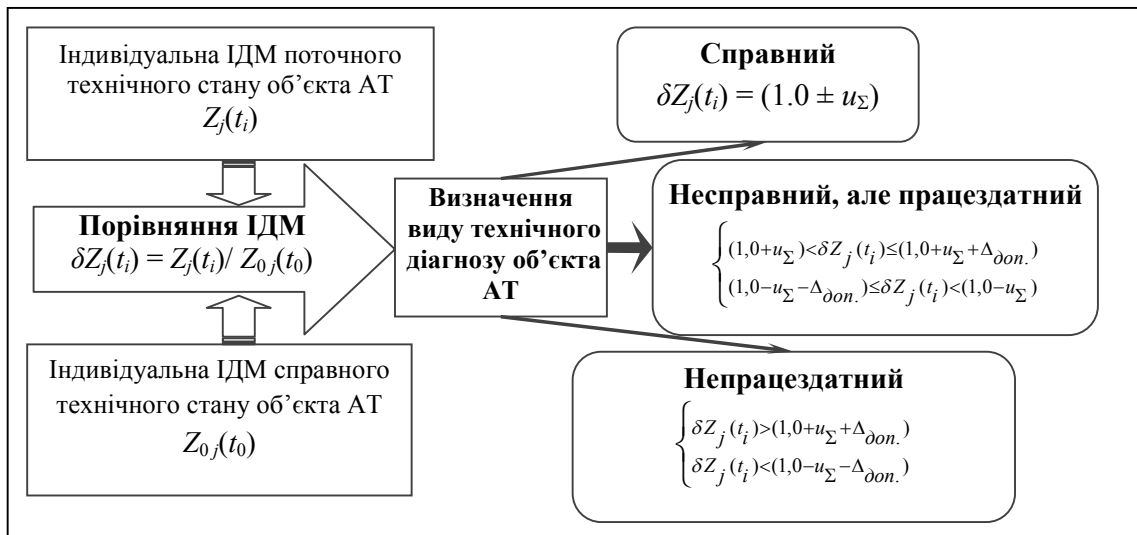 Індивідуальна ІДМ поточного
технічного стану об’єкта АТ
Zj(ti)
Порівняння ІДМ
δZj(ti) = Zj(ti)/ Z0 j(t0)
Індивідуальна ІДМ справного
технічного стану об’єкта АТ
Z0 j(t0)
Визначення
виду технічного
діагнозу об’єкта
АТ
Справний
δZj(ti) = (1.0 ± uΣ)
Несправний, але працездатний
(1,0+uΣ)<δZj(ti)≤(1,0+uΣ+Δдоп.)
(1,0−uΣ−Δдоп.)≤δZj(ti)<(1,0−uΣ)
Непрацездатний
δZj(ti)>(1,0+uΣ+Δдоп.)
δZj(ti)<(1,0−uΣ−Δдоп.)